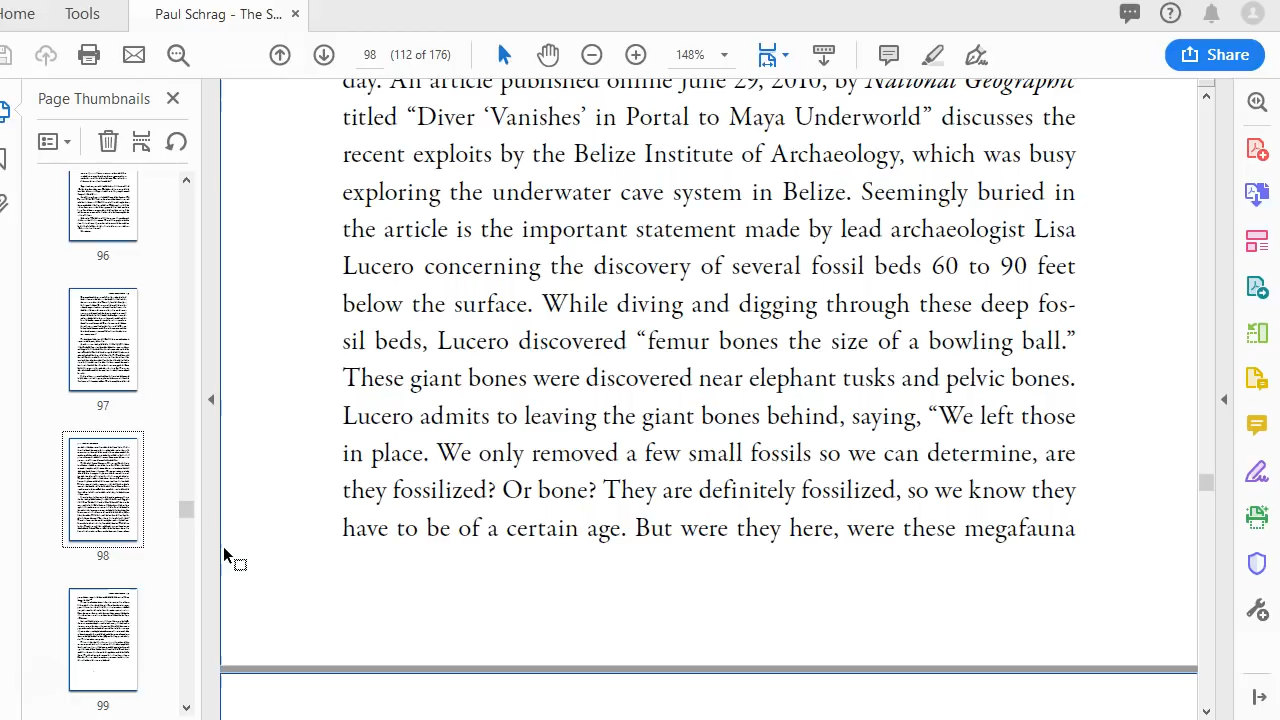 Home
Tools
Paul Schrag - The S...
98
(112 of 176)
148%
Share
Page Thumbnails
96
97
98
99
day. An article published online June 29, 2010, by National Geographic
titled “Diver ‘Vanishes’ in Portal to Maya Underworld” discusses the
recent exploits by the Belize Institute of Archaeology, which was busy
exploring the underwater cave system in Belize. Seemingly buried in
the article is the important statement made by lead archaeologist Lisa
Lucero concerning the discovery of several fossil beds 60 to 90 feet
below the surface. While diving and digging through these deep fos-
sil beds, Lucero discovered “femur bones the size of a bowling ball.”
These giant bones were discovered near elephant tusks and pelvic bones.
Lucero admits to leaving the giant bones behind, saying, “We left those
in place. We only removed a few small fossils so we can determine, are
they fossilized? Or bone? They are definitely fossilized, so we know they
have to be of a certain age. But were they here, were these megafauna